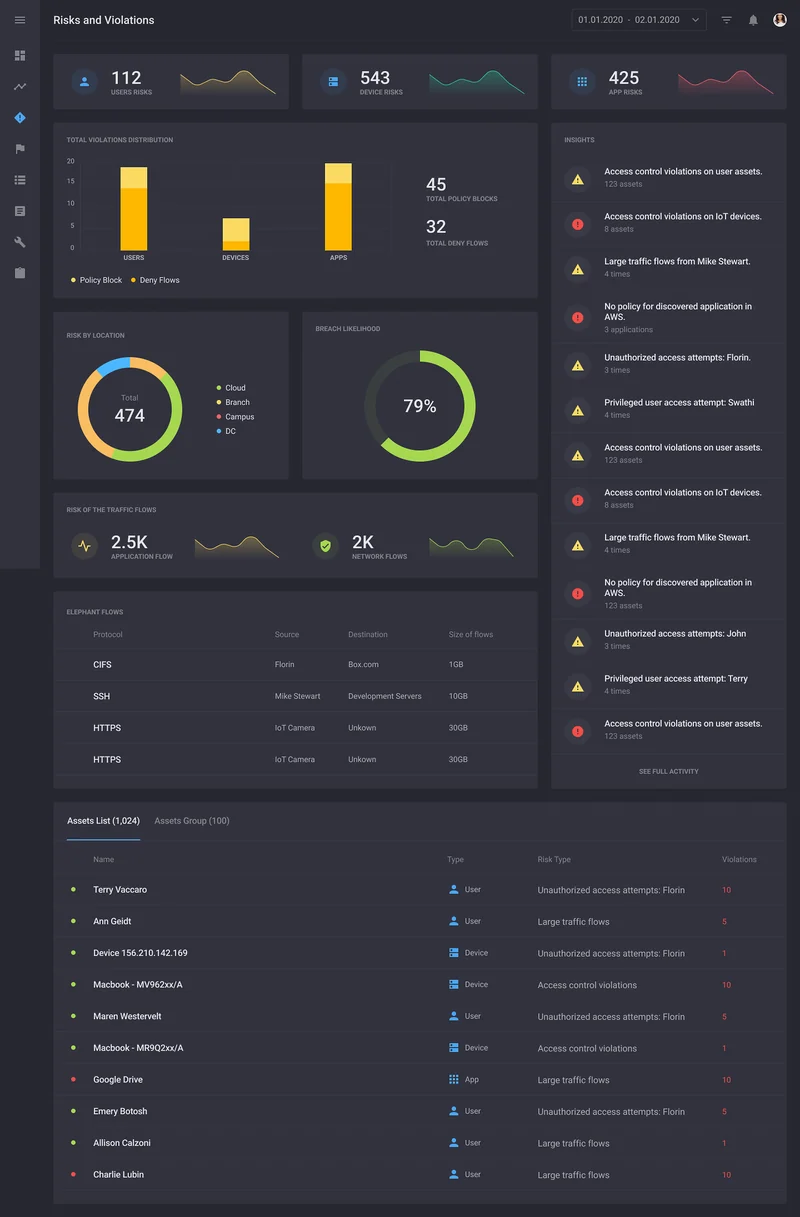 Risks and Violations
01.01.2020 - 02.01.2020
112
USERS RISKS
543
DEVICE RISKS
425
APP RISKS
TOTAL VIOLATIONS DISTRIBUTION
20
15
10
5
0
USERS
DEVICES
APPS
Policy Block
Deny Flows
45
TOTAL POLICY BLOCKS
32
TOTAL DENY FLOWS
RISK BY LOCATION
Total
474
Cloud
Branch
Campus
DC
BREACH LIKELIHOOD
79%
RISK OF THE TRAFFIC FLOWS
2.5K
APPLICATION FLOW
2K
NETWORK FLOWS
ELEPHANT FLOWS
Protocol Source Destination Size of flows
CIFS Florin Box.com 1GB
SSH Mike Stewart Development Servers 10GB
HTTPS IoT Camera Unkown 30GB
HTTPS IoT Camera Unkown 30GB
INSIGHTS
Access control violations on user assets.
123 assets
Access control violations on IoT devices.
8 assets
Large traffic flows from Mike Stewart.
4 times
No policy for discovered application in
AWS.
3 applications
Unauthorized access attempts: Florin.
3 times
Privileged user access attempt: Swathi
4 times
Access control violations on user assets.
123 assets
Access control violations on IoT devices.
8 assets
Large traffic flows from Mike Stewart.
4 times
No policy for discovered application in
AWS.
123 assets
Unauthorized access attempts: John
3 times
Privileged user access attempt: Terry
4 times
Access control violations on user assets.
123 assets
SEE FULL ACTIVITY
Assets List (1,024) Assets Group (100)
Name Type Risk Type Violations
Terry Vaccaro User Unauthorized access attempts: Florin 10
Ann Geidt User Large traffic flows 5
Device 156.210.142.169 Device Unauthorized access attempts: Florin 1
Macbook - MV962xx/A Device Access control violations 10
Maren Westervelt User Unauthorized access attempts: Florin 5
Macbook - MR9Q2xx/A Device Access control violations 1
Google Drive App Large traffic flows 10
Emery Botosh User Unauthorized access attempts: Florin 5
Allison Calzoni User Large traffic flows 1
Charlie Lubin User Large traffic flows 10